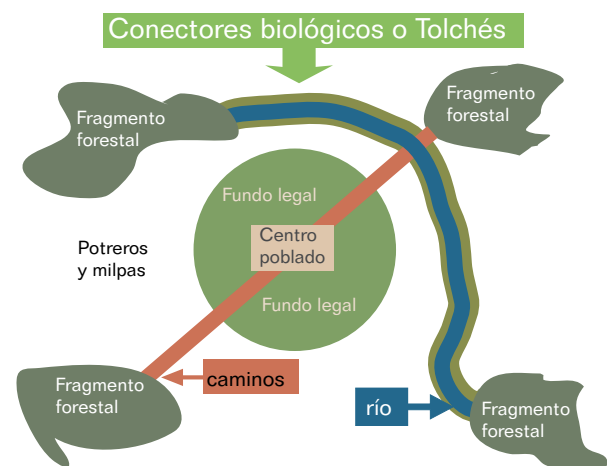 Conectores biológicos o Tolchés
Fragmento
forestal
Fragmento
forestal
Fundo legal
Centro
poblado
Potreros
y milpas
Fundo legal
Fragmento
forestal
caminos
río
Fragmento
forestal